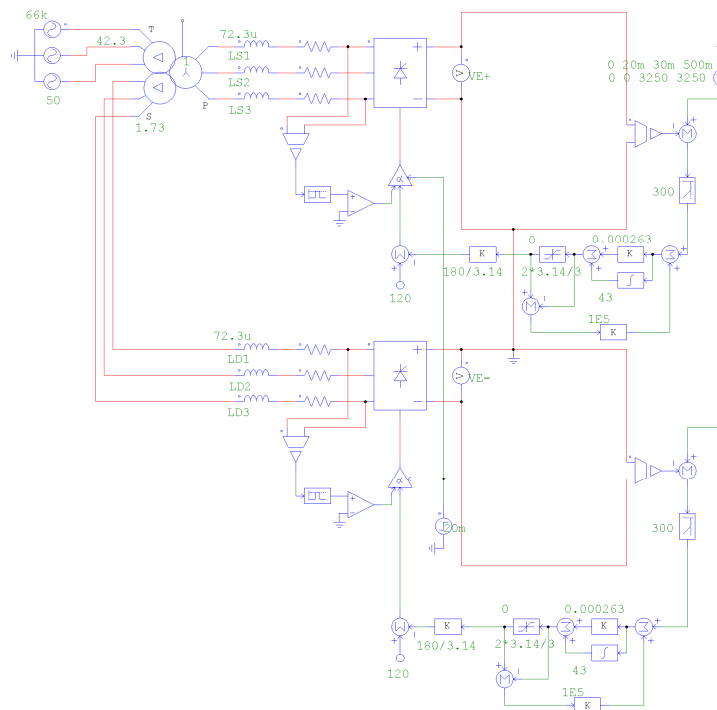 66k
T
42.3
1
72.3u
LS1
LS2
LS3
S
P
50
1.73
VE+
0 20m 30m 500m
0 0 3250 3250
M
α
300
0
0.000263
M
K
K
180/3.14
2*3.14/3
120
43
M
1E5
K
72.3u
LD1
LD2
LD3
VE-
M
α
20m
300
0
0.000263
M
K
K
M
180/3.14
2*3.14/3
120
43
M
1E5
K